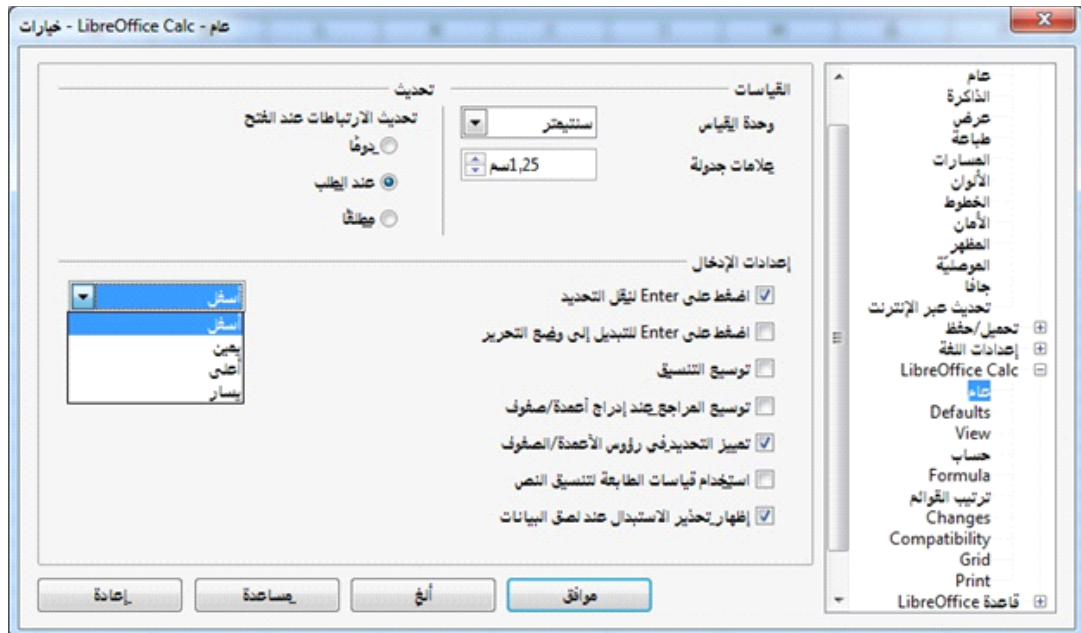 خيارات - LibreOffice Calc - عام
عام
الذاكرة
عرض
طباعة
المسارات
الألوان
الخطوط
الأمان
المظهر
الموصليّة
جافا
تحديث عبر الإنترنت
تحميل/حفظ
إعدادات اللغة
LibreOffice Calc
عام
Defaults
View
حساب
Formula
ترتيب القوائم
Changes
Compatibility
Grid
Print
قاعدة LibreOffice
القياسات
وحدة القياس
سنتيمتر
علامات جدولة
1,25سم
تحديث
تحديث الارتباطات عند الفتح
دومًا
عند الطلب
مطلقًا
إعدادات الإدخال
اضغط على Enter لنقل التحديد
أسفل
أسفل
يمين
أعلى
يسار
اضغط على Enter للتبديل إلى وضع التحرير
توسيع التنسيق
توسيع المراجع عند إدراج أعمدة/صفوف
تمييز التحديد في رؤوس الأعمدة/الصفوف
استخدام قياسات الطابعة لتنسيق النص
إظهار تحذير الاستبدال عند لصق البيانات
موافق
ألغ
مساعدة
إعادة